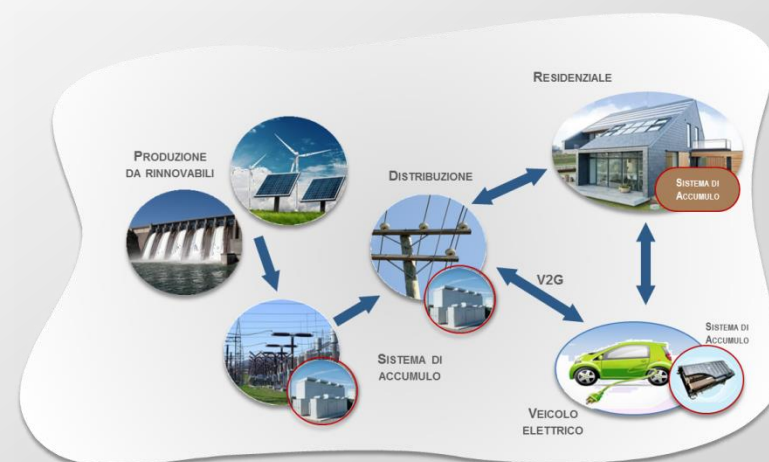 RESIDENZIALE
PRODUZIONE
DA RINNOVABILI
DISTRIBUZIONE
SISTEMA DI
ACCUMULO
V2G
SISTEMA DI
ACCUMULO
SISTEMA DI
ACCUMULO
VEICOLO
ELETTRICO